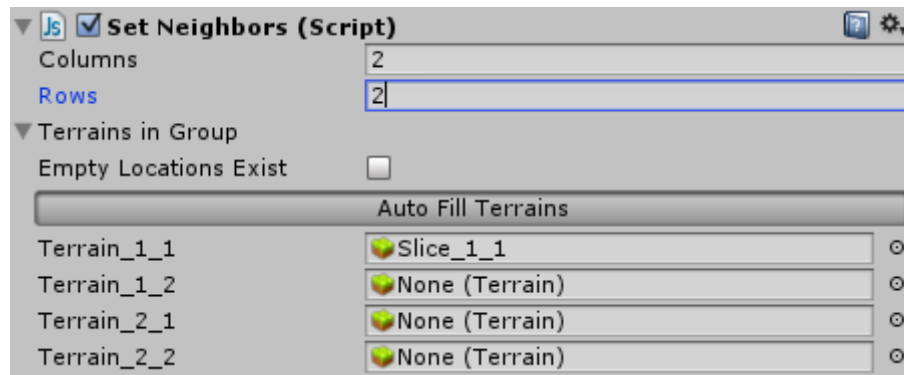 Js Set Neighbors (Script)
Columns 2
Rows 2
Terrains in Group
Empty Locations Exist
Auto Fill Terrains
Terrain_1_1 Slice_1_1
Terrain_1_2 None (Terrain)
Terrain_2_1 None (Terrain)
Terrain_2_2 None (Terrain)